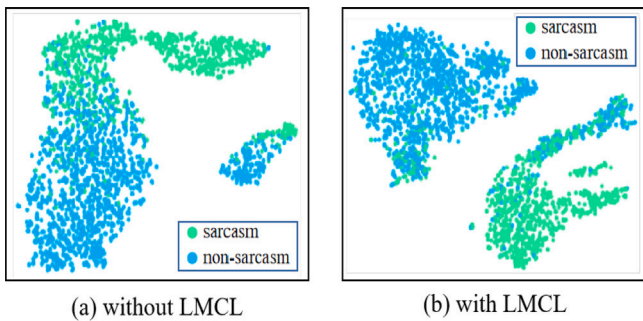 sarcasm
non-sarcasm
(a) without LMCL
sarcasm
non-sarcasm
(b) with LMCL